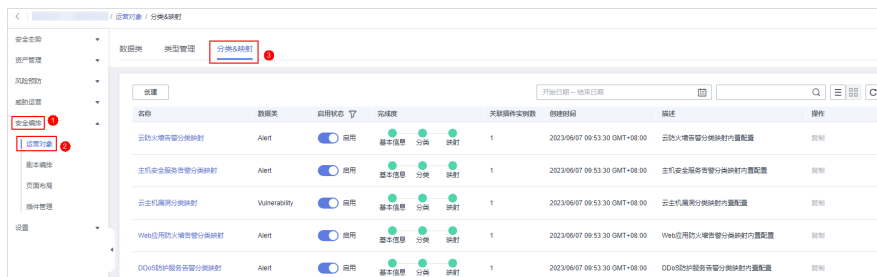 / 运营对象 / 分类&映射
安全态势
资产管理
风险预防
威胁运营
安全编排 1
运营对象 2
剧本编排
页面布局
插件管理
设置
数据类 类型管理 分类&映射 3
创建
开始日期 – 结束日期
名称 数据类 启用状态 完成度 关联插件实例数 创建时间 描述 操作
云防火墙告警分类映射 Alert 启用 基本信息 分类 映射 1 2023/06/07 09:53:30 GMT+08:00 云防火墙告警分类映射内置配置 复制
主机安全服务告警分类映射 Alert 启用 基本信息 分类 映射 1 2023/06/07 09:53:30 GMT+08:00 主机安全服务告警分类映射内置配置 复制
云主机漏洞分类映射 Vulnerability 启用 基本信息 分类 映射 1 2023/06/07 09:53:30 GMT+08:00 云主机漏洞分类映射内置配置 复制
Web应用防火墙告警分类映射 Alert 启用 基本信息 分类 映射 1 2023/06/07 09:53:30 GMT+08:00 Web应用防火墙告警分类映射内置配置 复制
DDoS防护服务告警分类映射 Alert 启用 基本信息 分类 映射 1 2023/06/07 09:53:30 GMT+08:00 DDoS防护服务告警分类映射内置配置 复制